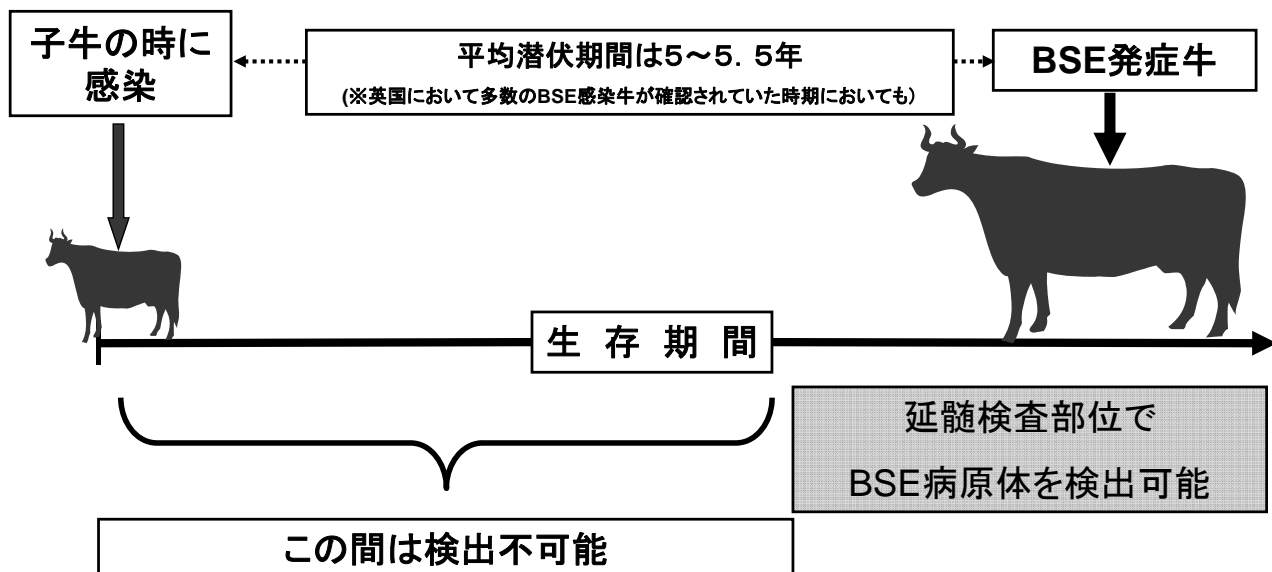 子牛の時に
感染
平均潜伏期間は5~5．5年
(※英国において多数のBSE感染牛が確認されていた時期においても)
BSE発症牛
生 存 期 間
延髄検査部位で
BSE病原体を検出可能
この間は検出不可能